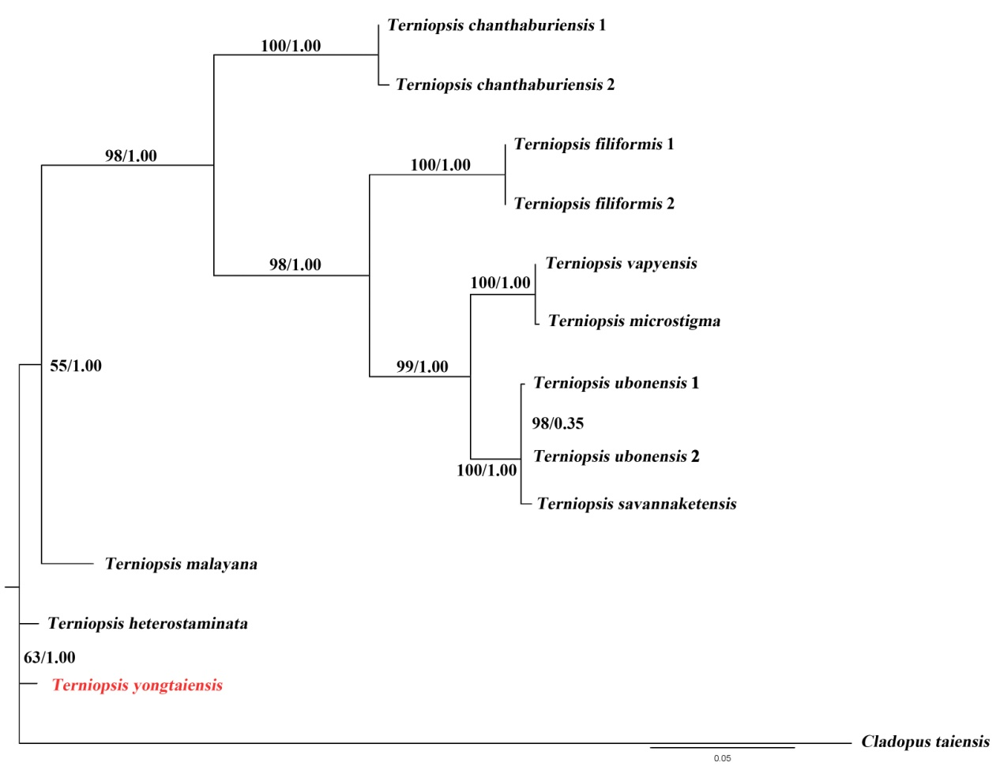 Terniopsis chanthaburiensis 1
100/1.00
Terniopsis chanthaburiensis 2
Terniopsis filiformis 1
98/1.00
100/1.00
Terniopsis filiformis 2
98/1.00
Terniopsis vapyensis
100/1.00
Terniopsis microstigma
55/1.00
99/1.00
Terniopsis ubonensis 1
98/0.35
Terniopsis ubonensis 2
100/1.00
Terniopsis savannaketensis
Terniopsis malayana
Terniopsis heterostaminata
63/1.00
Terniopsis yongtaiensis
Cladopus taiensis
0.05